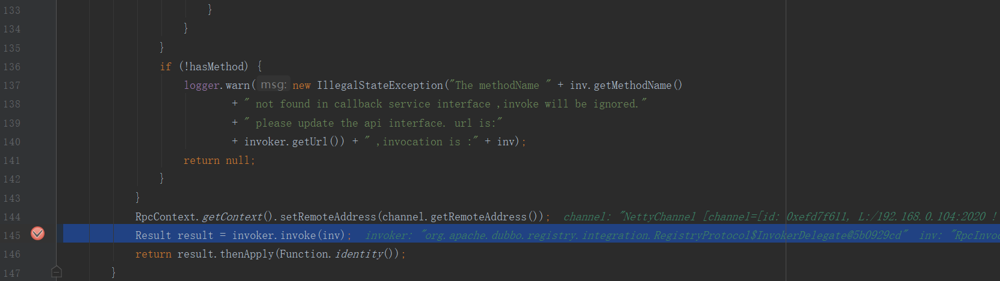 133 }
134 }
135 }
136 if (!hasMethod) {
137 logger.warn( msg: new IllegalStateException("The methodName " + inv.getMethodName()
138 + " not found in callback service interface ,invoke will be ignored."
139 + " please update the api interface. url is:"
140 + invoker.getUrl()) + " ,invocation is :" + inv);
141 return null;
142 }
143 }
144 RpcContext.getContext().setRemoteAddress(channel.getRemoteAddress()); channel: "NettyChannel [channel=[id: 0xefd7f611, L:/192.168.0.104:2020 !
145 Result result = invoker.invoke(inv); invoker: "org.apache.dubbo.registry.integration.RegistryProtocol$InvokerDelegate@5b0929cd" inv: "RpcInvoc
146 return result.thenApply(Function.identity());
147 }